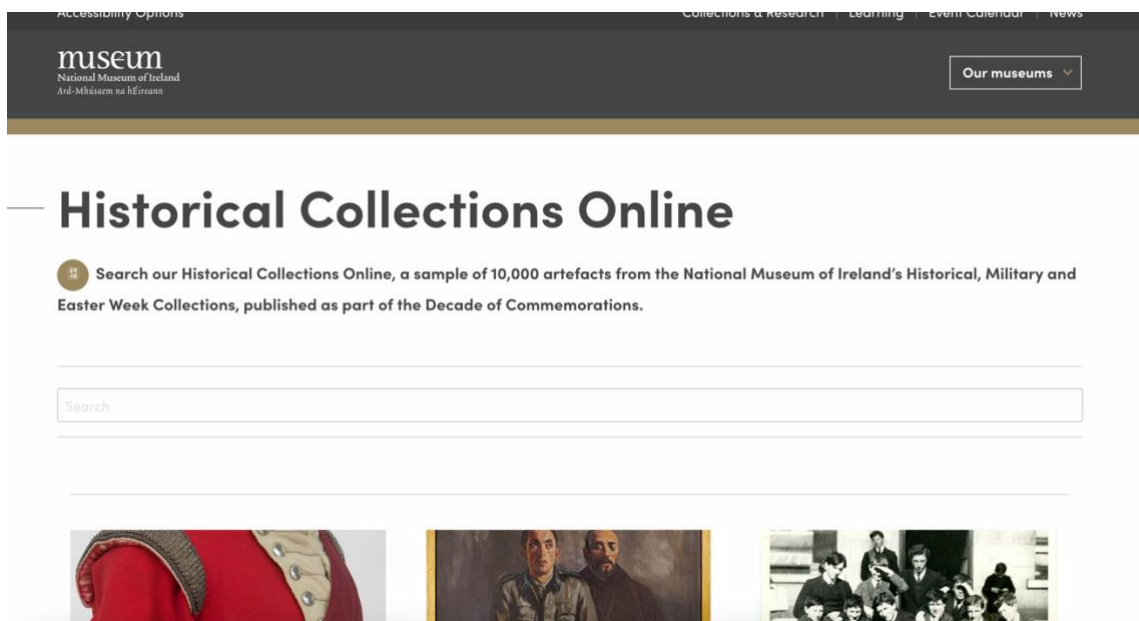 Accessibility Options
Collections & Research | Learning | Event Calendar | News
museum
National Museum of Ireland
Ard-Mhúsaem na hÉireann
Our museums
Historical Collections Online
Search our Historical Collections Online, a sample of 10,000 artefacts from the National Museum of Ireland's Historical, Military and
Easter Week Collections, published as part of the Decade of Commemorations.
Search